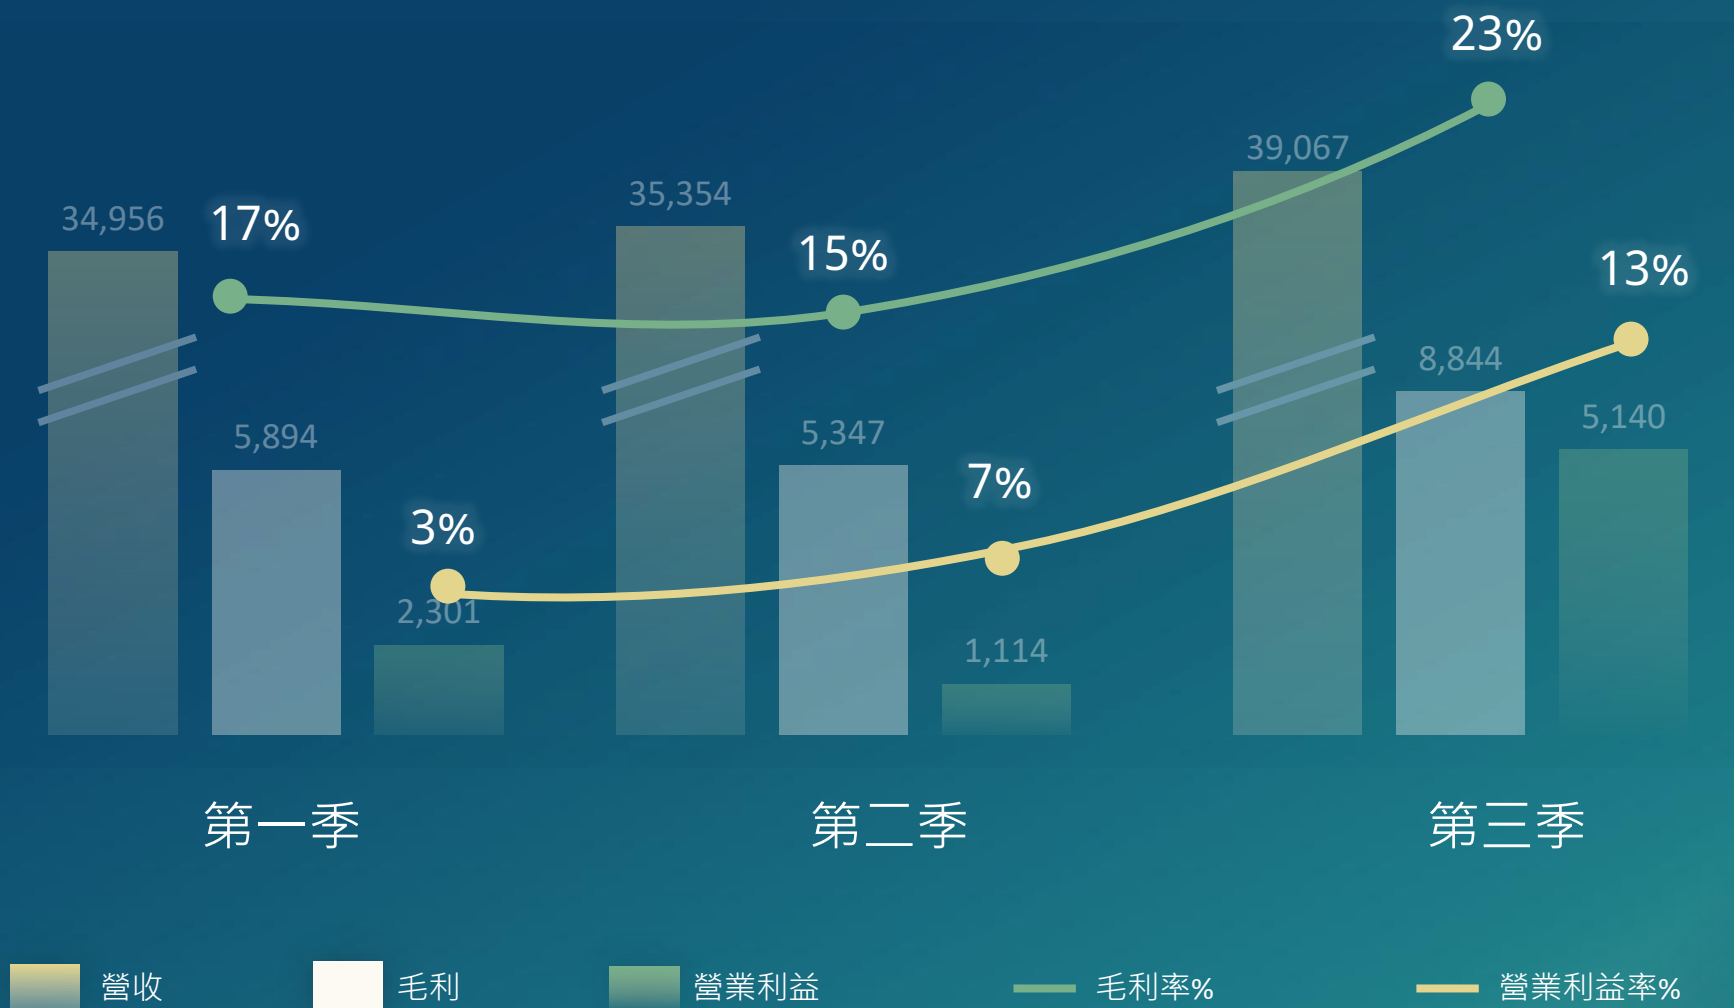 23%
39,067
35,354
34,956
17%
15%
13%
8,844
5,140
5,894
5,347
7%
3%
2,301
1,114
第一季
第二季
第三季
營收
毛利
營業利益
毛利率%
營業利益率%